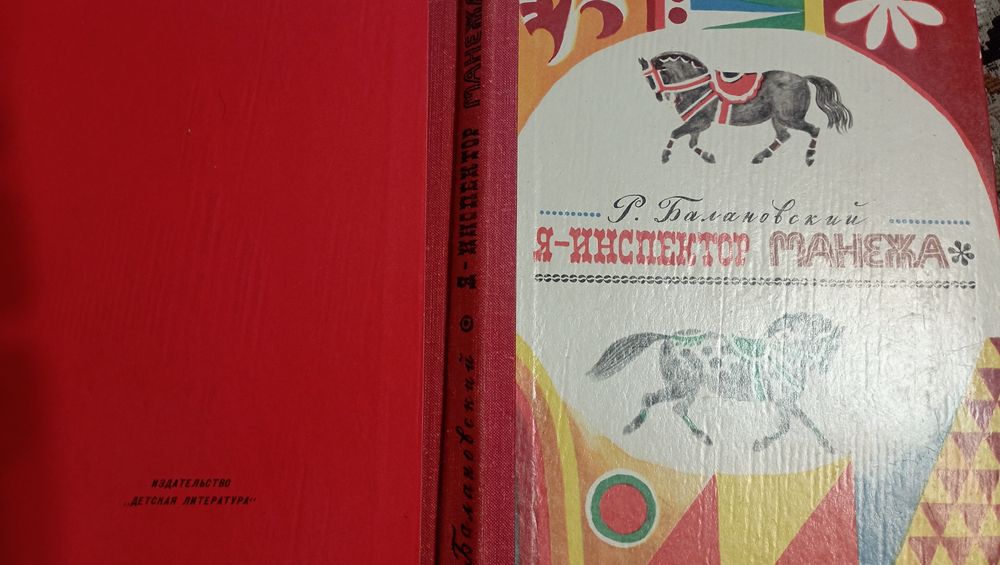 ИЗДАТЕЛЬСТВО
„ДЕТСКАЯ ЛИТЕРАТУРА“
Балановский Я-ИНСПЕКТОР МАНЕЖА
Р. Балановский
Я-ИНСПЕКТОР МАНЕЖА